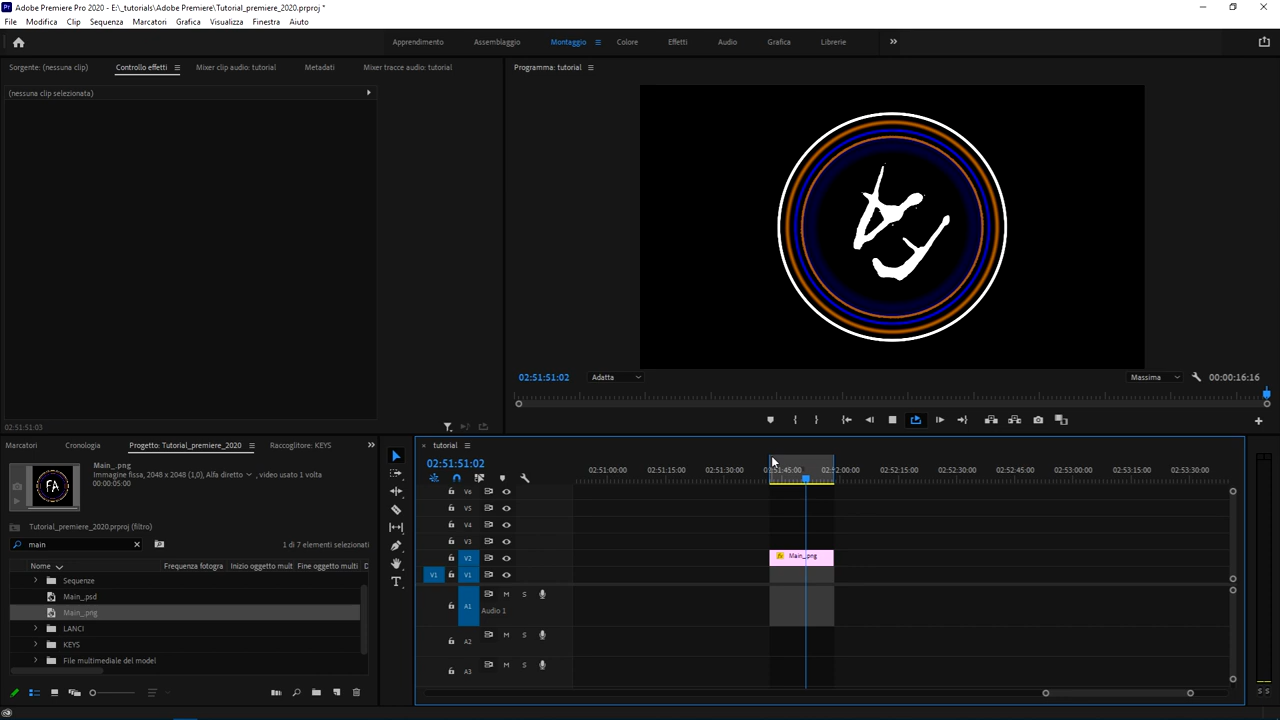 Adobe Premiere Pro 2020 - E:\_tutorials\Adobe Premiere\Tutorial_premiere_2020.prproj *
File Modifica Clip Sequenza Marcatori Grafica Visualizza Finestra Aiuto
Apprendimento Assemblaggio Montaggio Colore Effetti Audio Grafica Librerie
Sorgente: (nessuna clip) Controllo effetti Mixer clip audio: tutorial Metadati Mixer tracce audio: tutorial
Programma: tutorial
(nessuna clip selezionata)
02:51:51:02 Adatta Massima 00:00:16:16
02:51:51:03
Marcatori Cronologia Progetto: Tutorial_premiere_2020 Raccoglitore: KEYS
Main_.png
Immagine fissa, 2048 x 2048 (1,0), Alfa diretto , video usato 1 volta
00:00:05:00
FA
Tutorial_premiere_2020.prproj (filtro)
main
1 di 7 elementi selezionati
Nome Frequenza fotogra Inizio oggetto mult Fine oggetto multi D
Sequenze
Main_.psd
Main_.png
LANCI
KEYS
File multimediale del model
tutorial
02:51:51:02
02:51:00:00 02:51:15:00 02:51:30:00 02:51:45:00 02:52:00:00 02:52:15:00 02:52:30:00 02:52:45:00 02:53:00:00 02:53:15:00 02:53:30:00
V6
V5
V4
V3
V2 Main_.png
V1 V1
A1 M S
Audio 1
A2 M S
A3 M S
S S